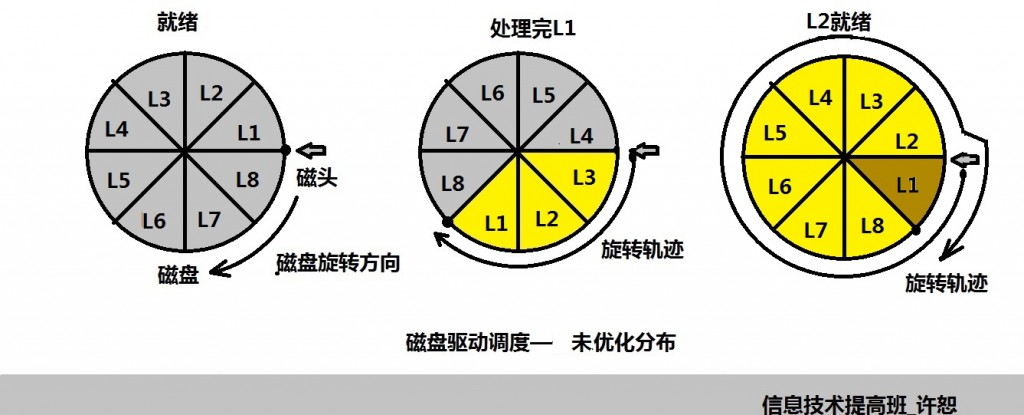 就绪
处理完L1
L2就绪
L3 L2
L4 L1
L5 L8
L6 L7
磁头
磁盘
磁盘旋转方向
L6 L5
L7 L4
L8 L3
L1 L2
旋转轨迹
L4 L3
L5 L2
L6 L1
L7 L8
旋转轨迹
磁盘驱动调度— 未优化分布
信息技术提高班_许恕